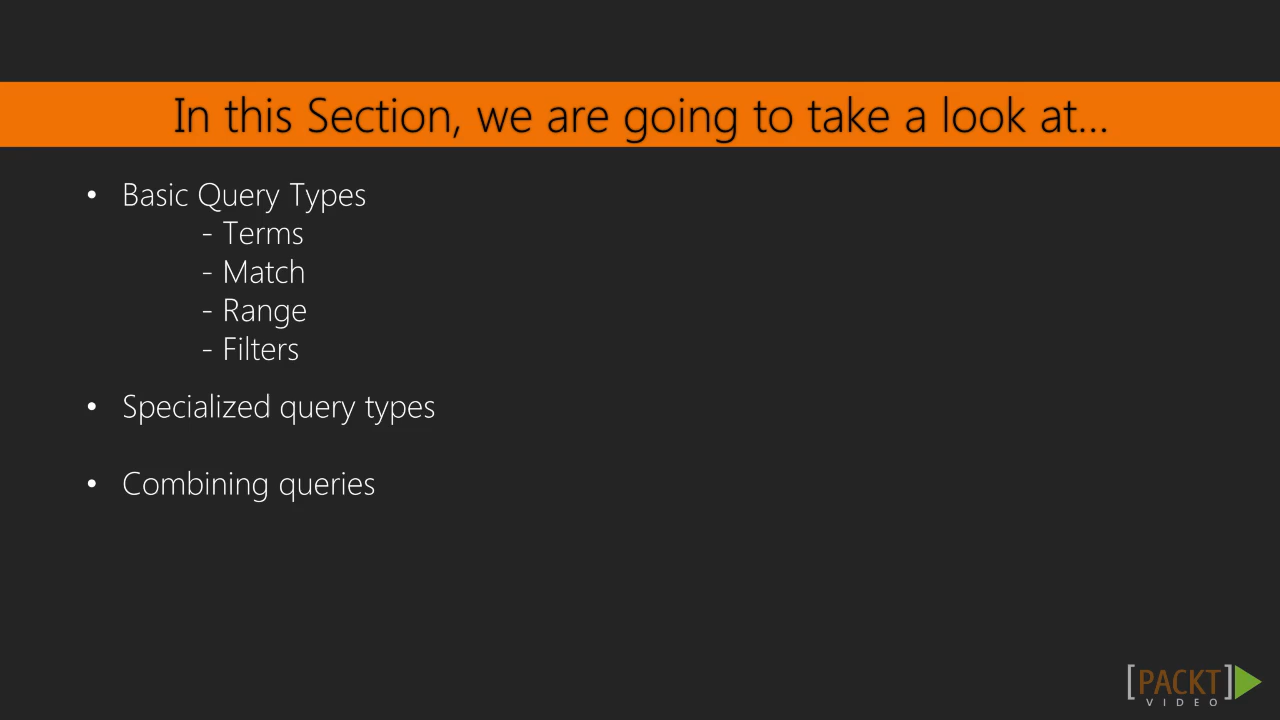 In this Section, we are going to take a look at...
• Basic Query Types
- Terms
- Match
- Range
- Filters
• Specialized query types
• Combining queries
[PACKT]
VIDEO